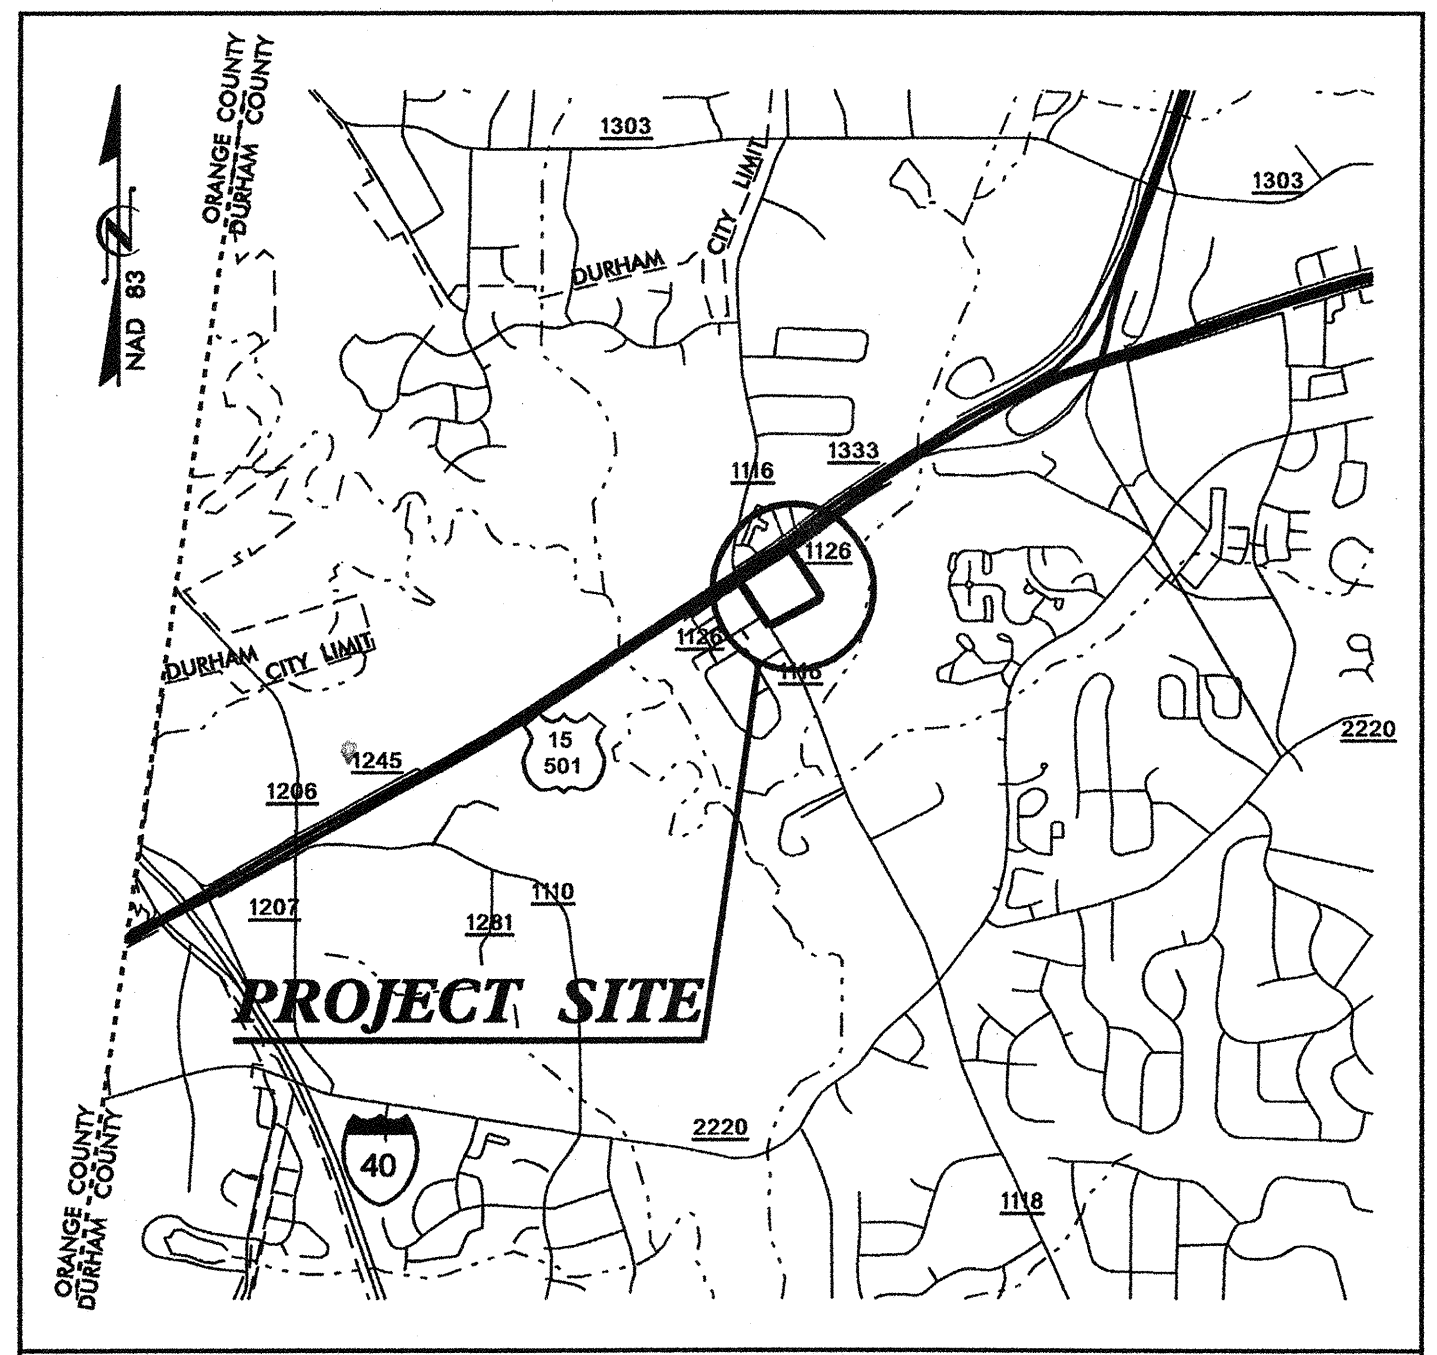 ORANGE COUNTY
DURHAM COUNTY
NAD 83
1303
1303
CITY LIMIT
DURHAM
1333
1116
1126
1126
1116
DURHAM CITY LIMIT
2220
15
501
1245
1206
1207
1110
1281
PROJECT SITE
2220
40
1118
ORANGE COUNTY
DURHAM COUNTY